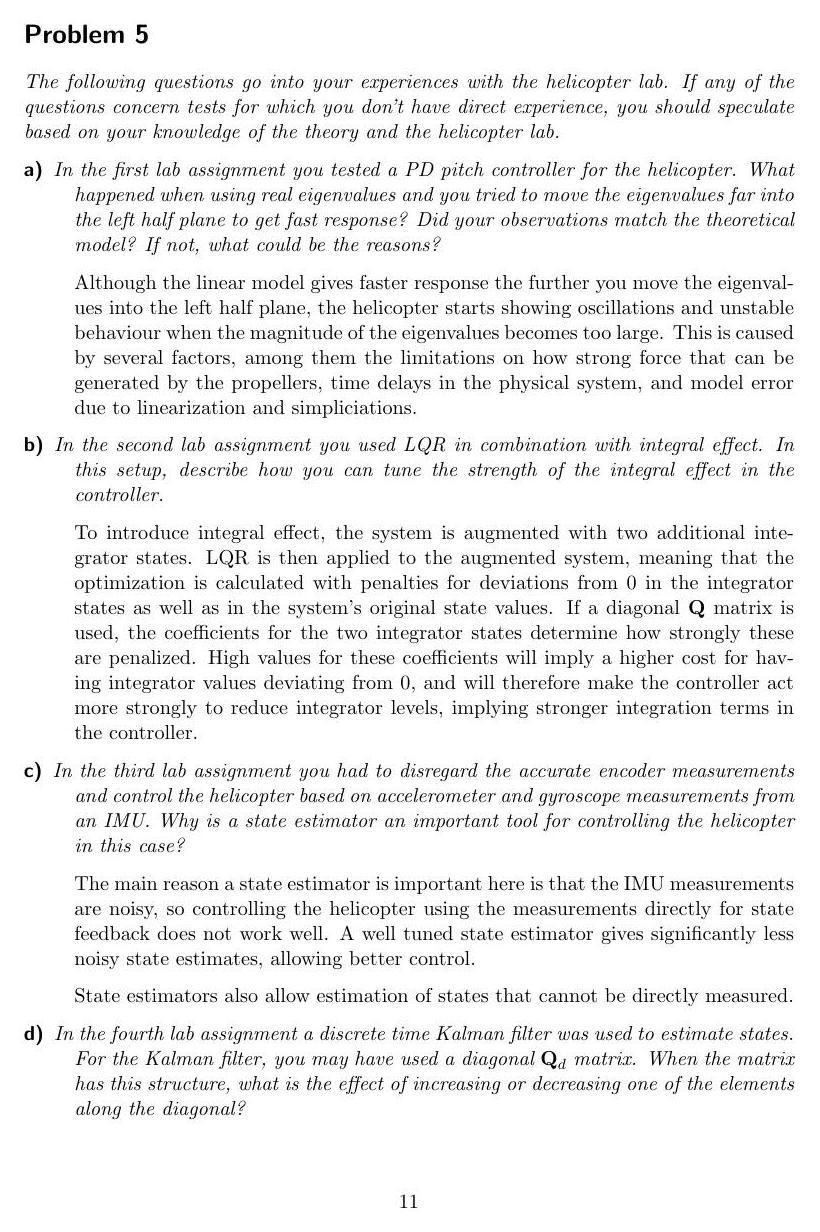 Problem 5
The following questions go into your experiences with the helicopter lab. If any of the
questions concern tests for which you don't have direct experience, you should speculate
based on your knowledge of the theory and the helicopter lab.
a) In the first lab assignment you tested a PD pitch controller for the helicopter. What
happened when using real eigenvalues and you tried to move the eigenvalues far into
the left half plane to get fast response? Did your observations match the theoretical
model? If not, what could be the reasons?
Although the linear model gives faster response the further you move the eigenval-
ues into the left half plane, the helicopter starts showing oscillations and unstable
behaviour when the magnitude of the eigenvalues becomes too large. This is caused
by several factors, among them the limitations on how strong force that can be
generated by the propellers, time delays in the physical system, and model error
due to linearization and simpliciations.
b) In the second lab assignment you used LQR in combination with integral effect. In
this setup, describe how you can tune the strength of the integral effect in the
controller.
To introduce integral effect, the system is augmented with two additional inte-
grator states. LQR is then applied to the augmented system, meaning that the
optimization is calculated with penalties for deviations from 0 in the integrator
states as well as in the system's original state values. If a diagonal Q matrix is
used, the coefficients for the two integrator states determine how strongly these
are penalized. High values for these coefficients will imply a higher cost for hav-
ing integrator values deviating from 0, and will therefore make the controller act
more strongly to reduce integrator levels, implying stronger integration terms in
the controller.
c) In the third lab assignment you had to disregard the accurate encoder measurements
and control the helicopter based on accelerometer and gyroscope measurements from
an IMU. Why is a state estimator an important tool for controlling the helicopter
in this case?
The main reason a state estimator is important here is that the IMU measurements
are noisy, so controlling the helicopter using the measurements directly for state
feedback does not work well. A well tuned state estimator gives significantly less
noisy state estimates, allowing better control.
State estimators also allow estimation of states that cannot be directly measured.
d) In the fourth lab assignment a discrete time Kalman filter was used to estimate states.
For the Kalman filter, you may have used a diagonal Qd matrix. When the matrix
has this structure, what is the effect of increasing or decreasing one of the elements
along the diagonal?
11